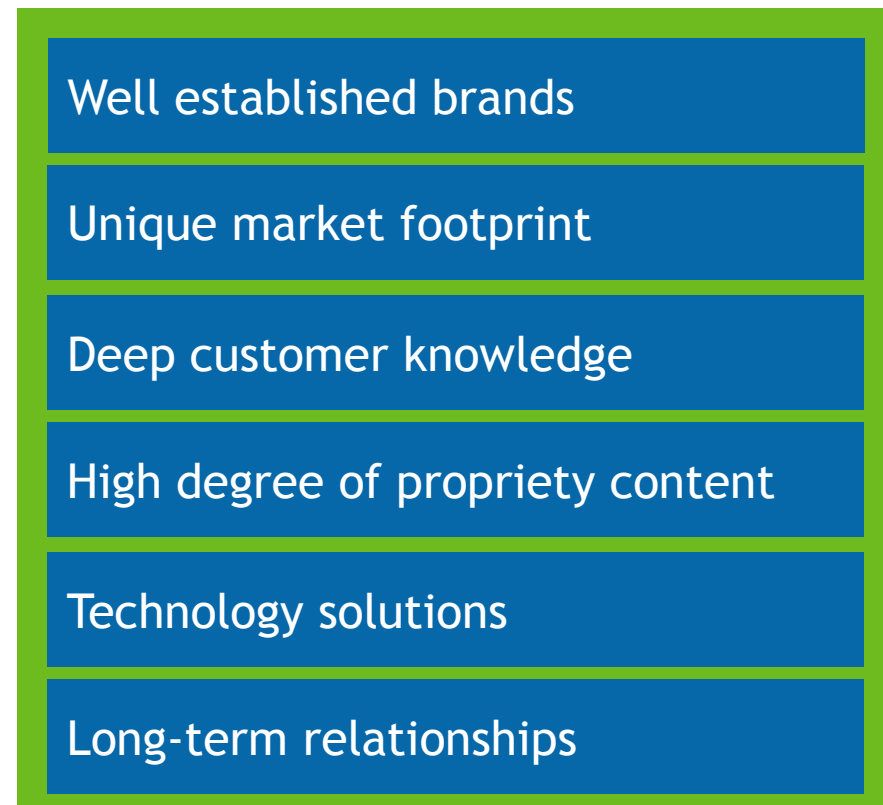 Well established brands
Unique market footprint
Deep customer knowledge
High degree of propriety content
Technology solutions
Long-term relationships